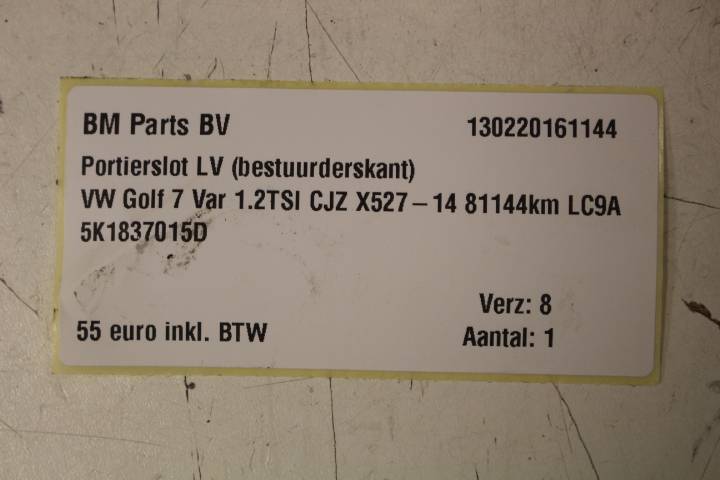 BM Parts BV 130220161144
Portierslot LV (bestuurderskant)
VW Golf 7 Var 1.2TSI CJZ X527 – 14 81144km LC9A
5K1837015D
Verz: 8
55 euro inkl. BTW Aantal: 1